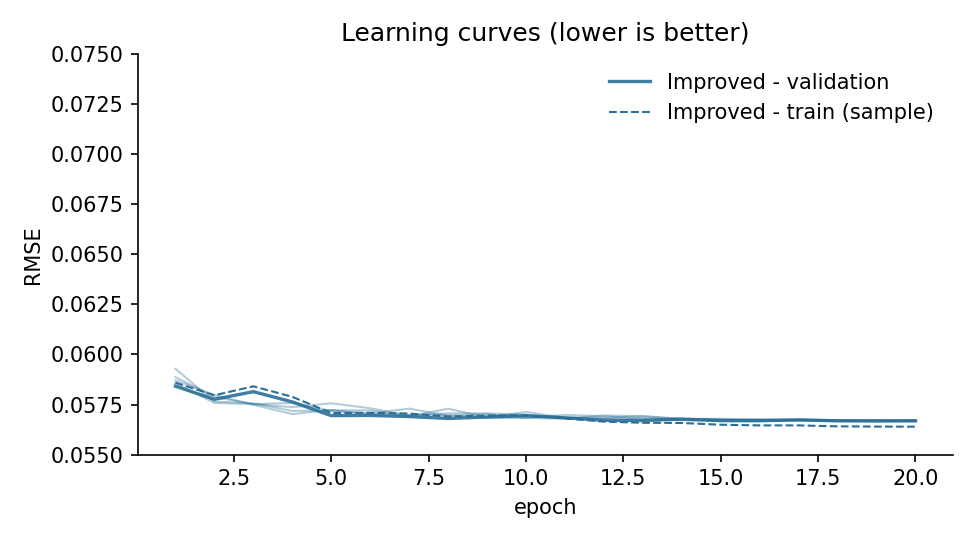 Learning curves (lower is better)
0.0750
0.0725
0.0700
0.0675
0.0650
0.0625
0.0600
0.0575
0.0550
RMSE
Improved - validation
Improved - train (sample)
2.5 5.0 7.5 10.0 12.5 15.0 17.5 20.0
epoch